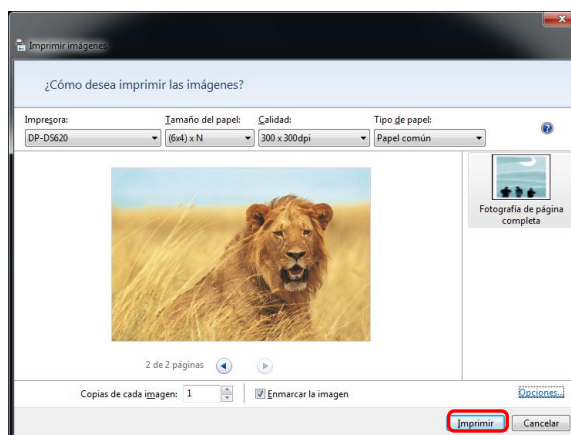 Imprimir imágenes
¿Cómo desea imprimir las imágenes?
Impresora: Tamaño del papel: Calidad: Tipo de papel:
DP-DS620 (6x4) x N 300 x 300dpi Papel común
Fotografía de página
completa
2 de 2 páginas
Copias de cada imagen: 1 Enmarcar la imagen Opciones...
Imprimir Cancelar